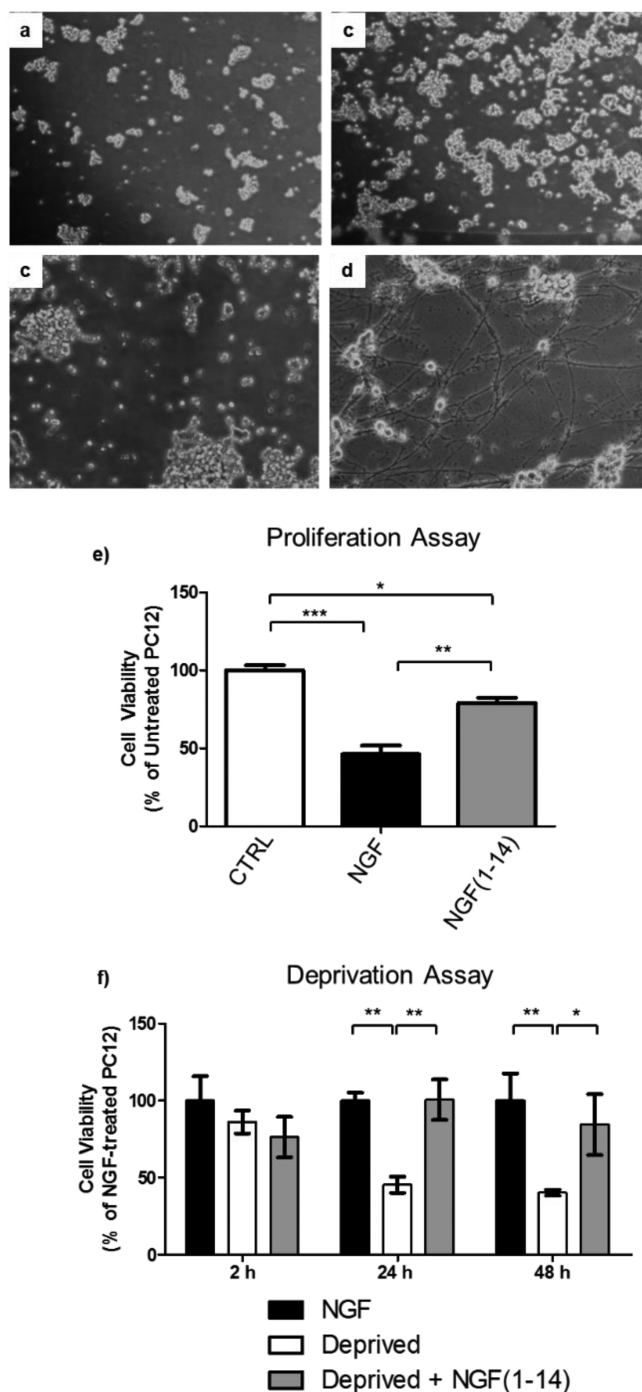 a
c
c
d
e)
Proliferation Assay
Cell Viability
(% of Untreated PC12)
150
100
50
0
*
***
**
CTRL
NGF
NGF(1-14)
f)
Deprivation Assay
Cell Viability
(% of NGF-treated PC12)
150
100
50
0
** ** ** *
2 h 24 h 48 h
NGF
Deprived
Deprived + NGF(1-14)